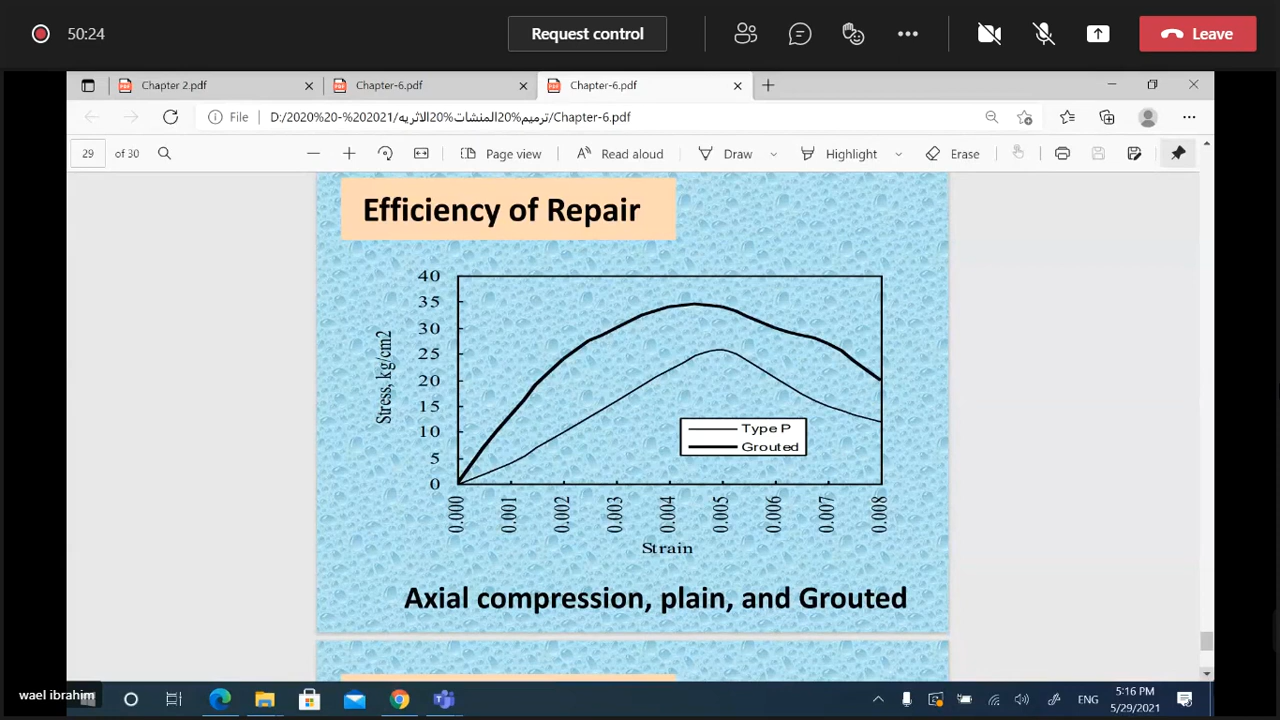 50:24
Request control
Leave
Chapter 2.pdf
Chapter-6.pdf
Chapter-6.pdf
File
D:/2020%20-%202021/ترميم%20المنشات%20الاثريه/Chapter-6.pdf
29
of 30
Page view
Read aloud
Draw
Highlight
Erase
Efficiency of Repair
40
35
30
25
20
15
10
5
0
Stress, kg/cm2
Type P
Grouted
0.000
0.001
0.002
0.003
0.004
0.005
0.006
0.007
0.008
Strain
Axial compression, plain, and Grouted
wael ibrahim
ENG
5:16 PM
5/29/2021